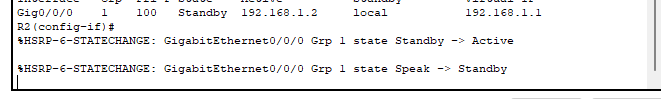 Gig0/0/0 1 100 Standby 192.168.1.2 local 192.168.1.1
R2(config-if)#
%HSRP-6-STATECHANGE: GigabitEthernet0/0/0 Grp 1 state Standby -> Active
%HSRP-6-STATECHANGE: GigabitEthernet0/0/0 Grp 1 state Speak -> Standby